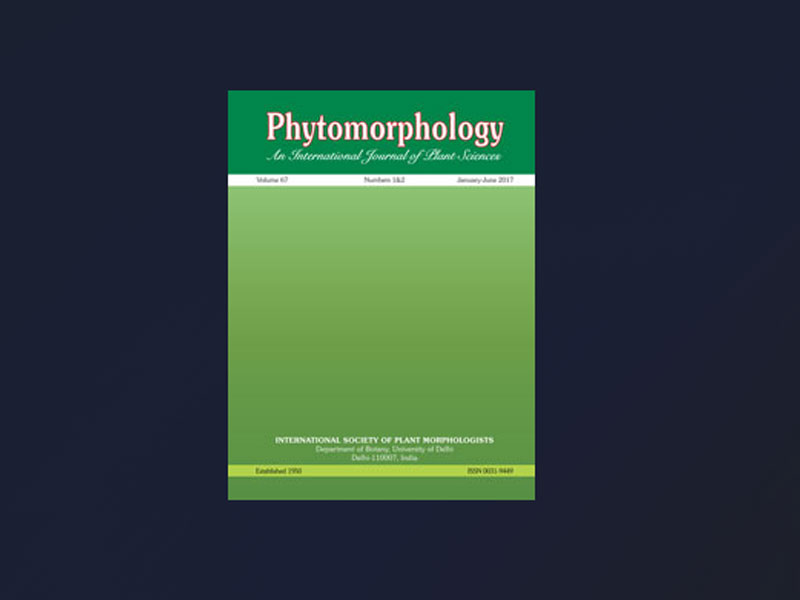 Phytomorphology
An International Journal of Plant Sciences
Volume 67 Numbers 1&2 January-June 2017
INTERNATIONAL SOCIETY OF PLANT MORPHOLOGISTS
Department of Botany, University of Delhi
Delhi 110007, India
Established 1950 ISSN 0031-9449